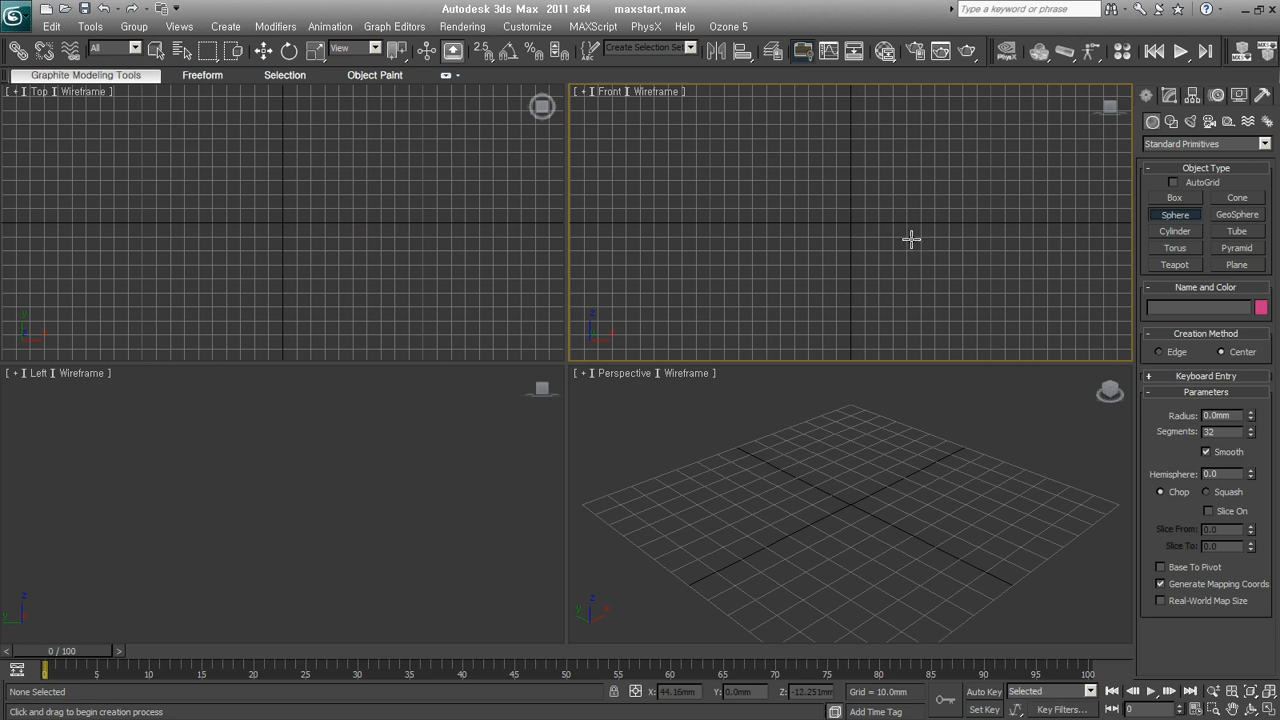 Autodesk 3ds Max 2011 x64 maxstart.max
Type a keyword or phrase
Edit Tools Group Views Create Modifiers Animation Graph Editors Rendering Customize MAXScript PhysX Help Ozone 5
All View Create Selection Set
Graphite Modeling Tools Freeform Selection Object Paint
[ + ] Top ] Wireframe ]
[ + ] Front ] Wireframe ]
Standard Primitives
- Object Type
AutoGrid
Box Cone
Sphere GeoSphere
Cylinder Tube
Torus Pyramid
Teapot Plane
- Name and Color
- Creation Method
Edge Center
+ Keyboard Entry
- Parameters
Radius: 0.0mm
Segments: 32
Smooth
Hemisphere: 0.0
Chop Squash
Slice On
Slice From: 0.0
Slice To: 0.0
Base To Pivot
Generate Mapping Coords
Real-World Map Size
[ + ] Left ] Wireframe ]
[ + ] Perspective ] Wireframe ]
< 0 / 100 >
0 5 10 15 20 25 30 35 40 45 50 55 60 65 70 75 80 85 90 95 100
None Selected X: 44.16mm Y: 0.0mm Z: -12.251mm Grid = 10.0mm Auto Key Selected
Click and drag to begin creation process Add Time Tag Set Key Key Filters... 0